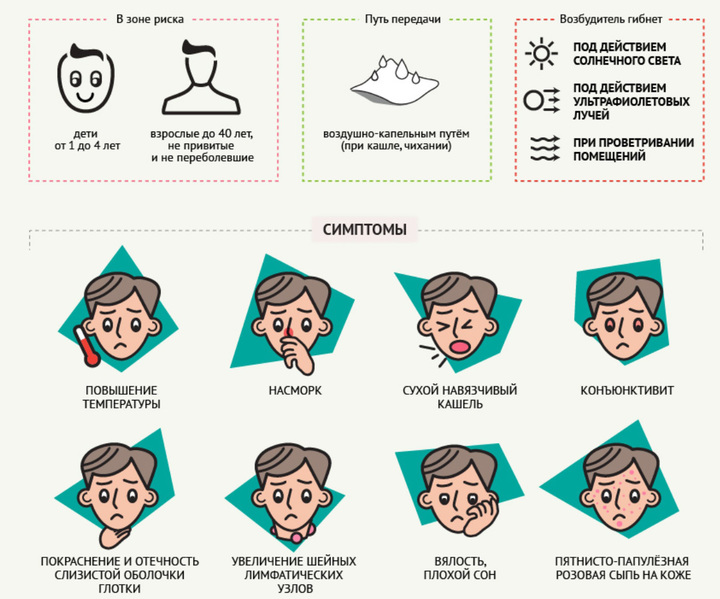 В зоне риска
дети
от 1 до 4 лет
взрослые до 40 лет,
не привитые
и не переболевшие
Путь передачи
воздушно-капельным путём
(при кашле, чихании)
Возбудитель гибнет
ПОД ДЕЙСТВИЕМ
СОЛНЕЧНОГО СВЕТА
ПОД ДЕЙСТВИЕМ
УЛЬТРАФИОЛЕТОВЫХ
ЛУЧЕЙ
ПРИ ПРОВЕТРИВАНИИ
ПОМЕЩЕНИЙ
СИМПТОМЫ
ПОВЫШЕНИЕ
ТЕМПЕРАТУРЫ
НАСМОРК
СУХОЙ НАВЯЗЧИВЫЙ
КАШЕЛЬ
КОНЪЮНКТИВИТ
ПОКРАСНЕНИЕ И ОТЕЧНОСТЬ
СЛИЗИСТОЙ ОБОЛОЧКИ
ГЛОТКИ
УВЕЛИЧЕНИЕ ШЕЙНЫХ
ЛИМФАТИЧЕСКИХ
УЗЛОВ
ВЯЛОСТЬ,
ПЛОХОЙ СОН
ПЯТНИСТО-ПАПУЛЁЗНАЯ
РОЗОВАЯ СЫПЬ НА КОЖЕ